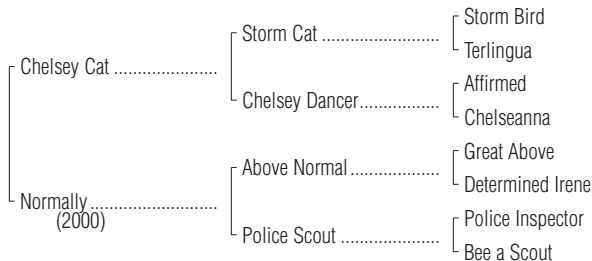 Storm Bird
Storm Cat ........................
Terlingua
Chelsey Cat .....................
Affirmed
Chelsey Dancer................
Chelseanna
Great Above
Above Normal..................
Determined Irene
Normally..........................
(2000)
Police Inspector
Police Scout ....................
Bee a Scout